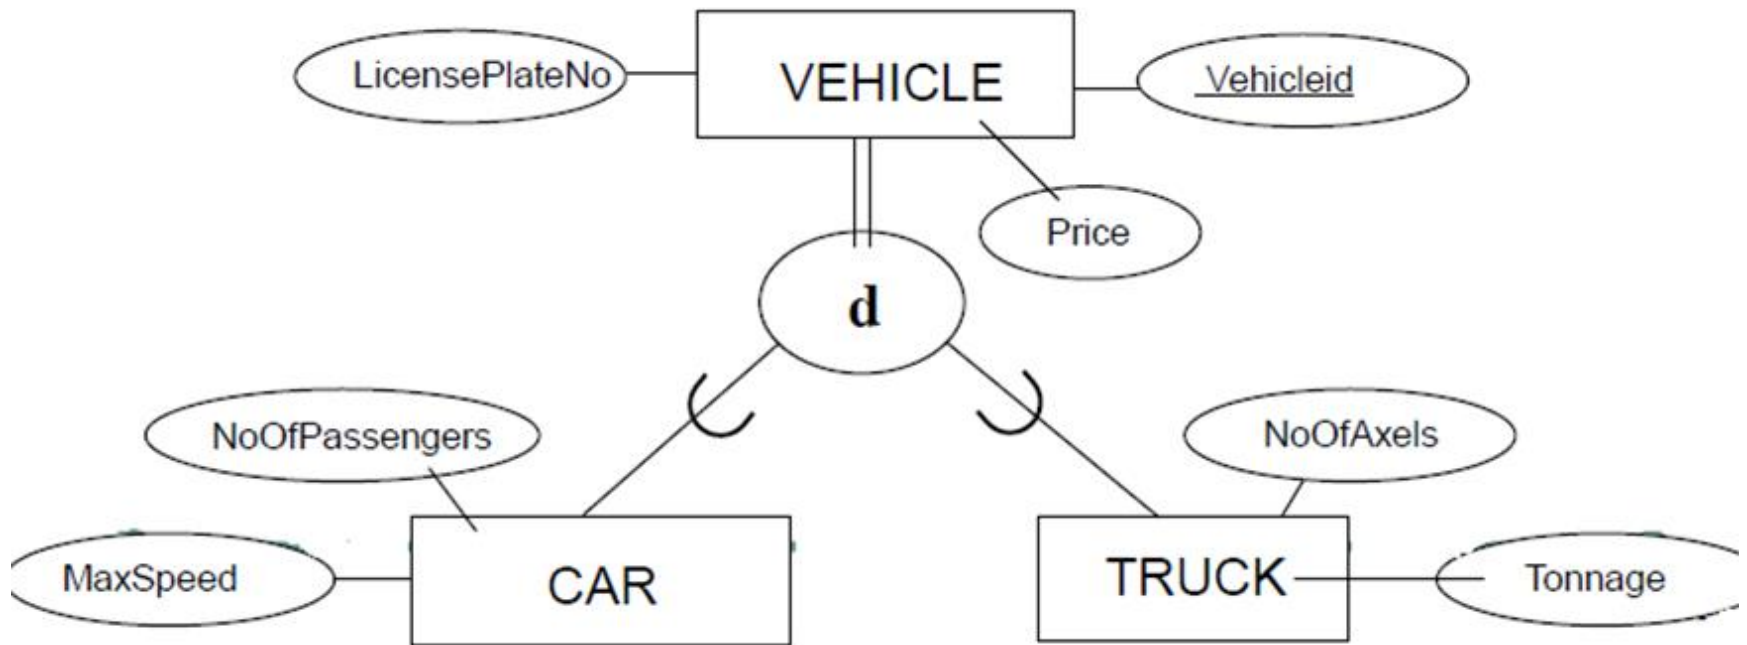 LicensePlateNo
VEHICLE
Vehicleid
Price
d
NoOfPassengers
NoOfAxels
MaxSpeed
CAR
TRUCK
Tonnage